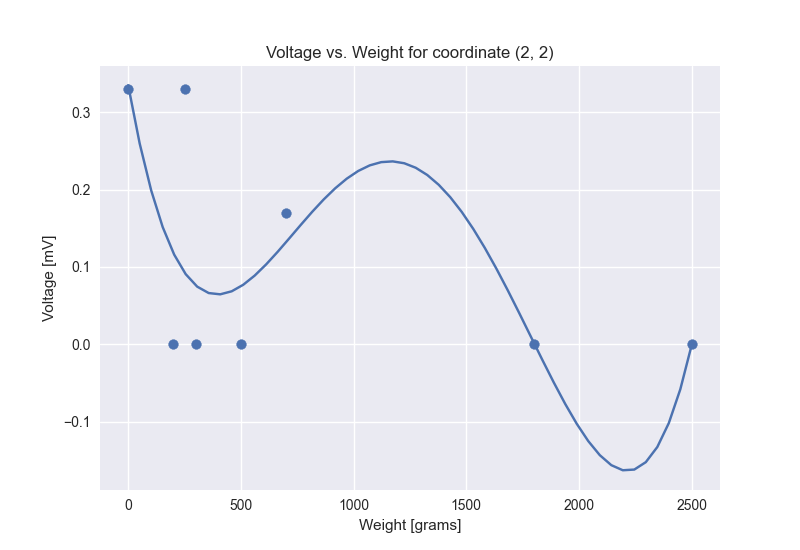 Voltage vs. Weight for coordinate (2, 2)
0.3
0.2
0.1
0.0
−0.1
Voltage [mV]
0 500 1000 1500 2000 2500
Weight [grams]